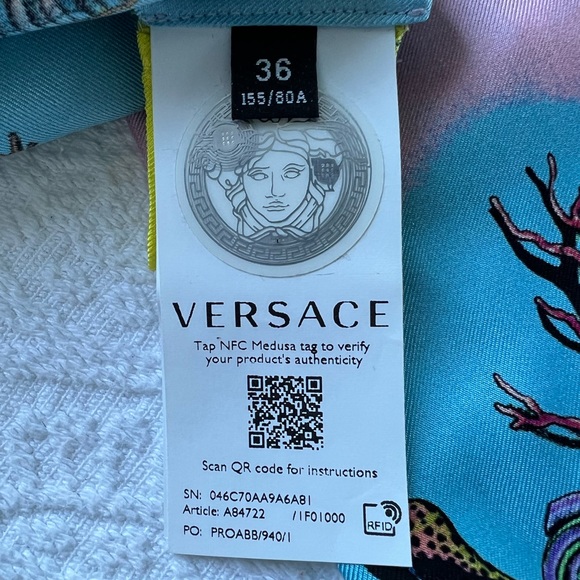 36
155/80A
VERSACE
Tap NFC Medusa tag to verify
your product's authenticity
Scan QR code for instructions
SN: 046C70AA9A6A81
Article: A84722 /1F01000
PO: PROABB/940/1
RFID